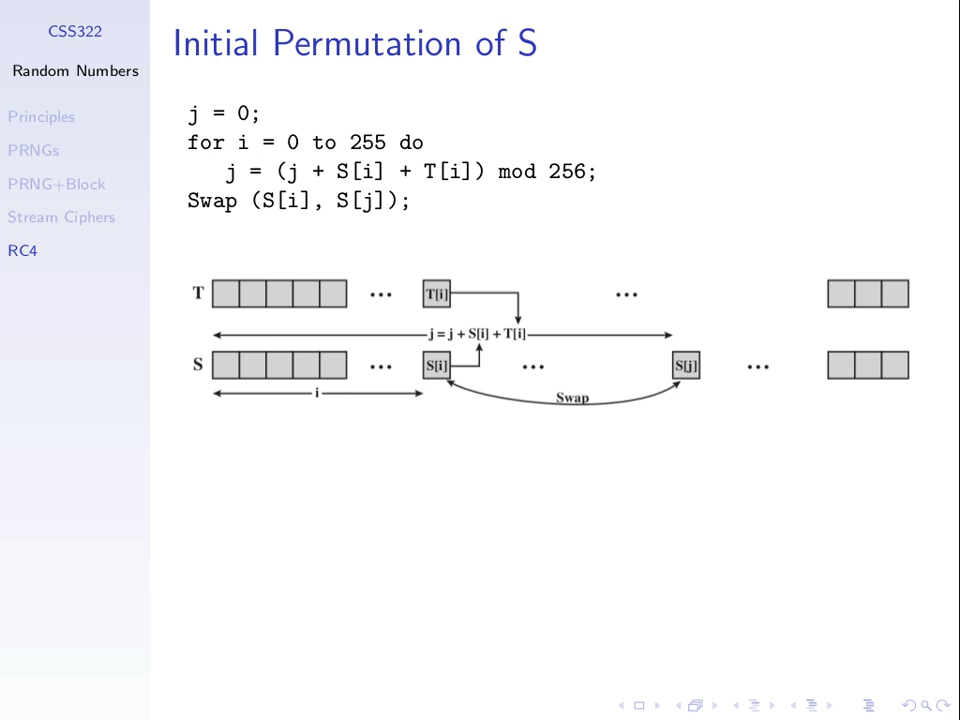 CSS322
Random Numbers
Principles
PRNGs
PRNG+Block
Stream Ciphers
RC4
Initial Permutation of S
j = 0;
for i = 0 to 255 do
j = (j + S[i] + T[i]) mod 256;
Swap (S[i], S[j]);
T ... T[i] ...
j = j + S[i] + T[i]
S ... S[i] ... S[j] ...
i
Swap